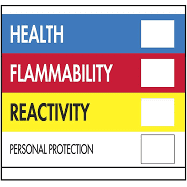 HEALTH
FLAMMABILITY
REACTIVITY
PERSONAL PROTECTION